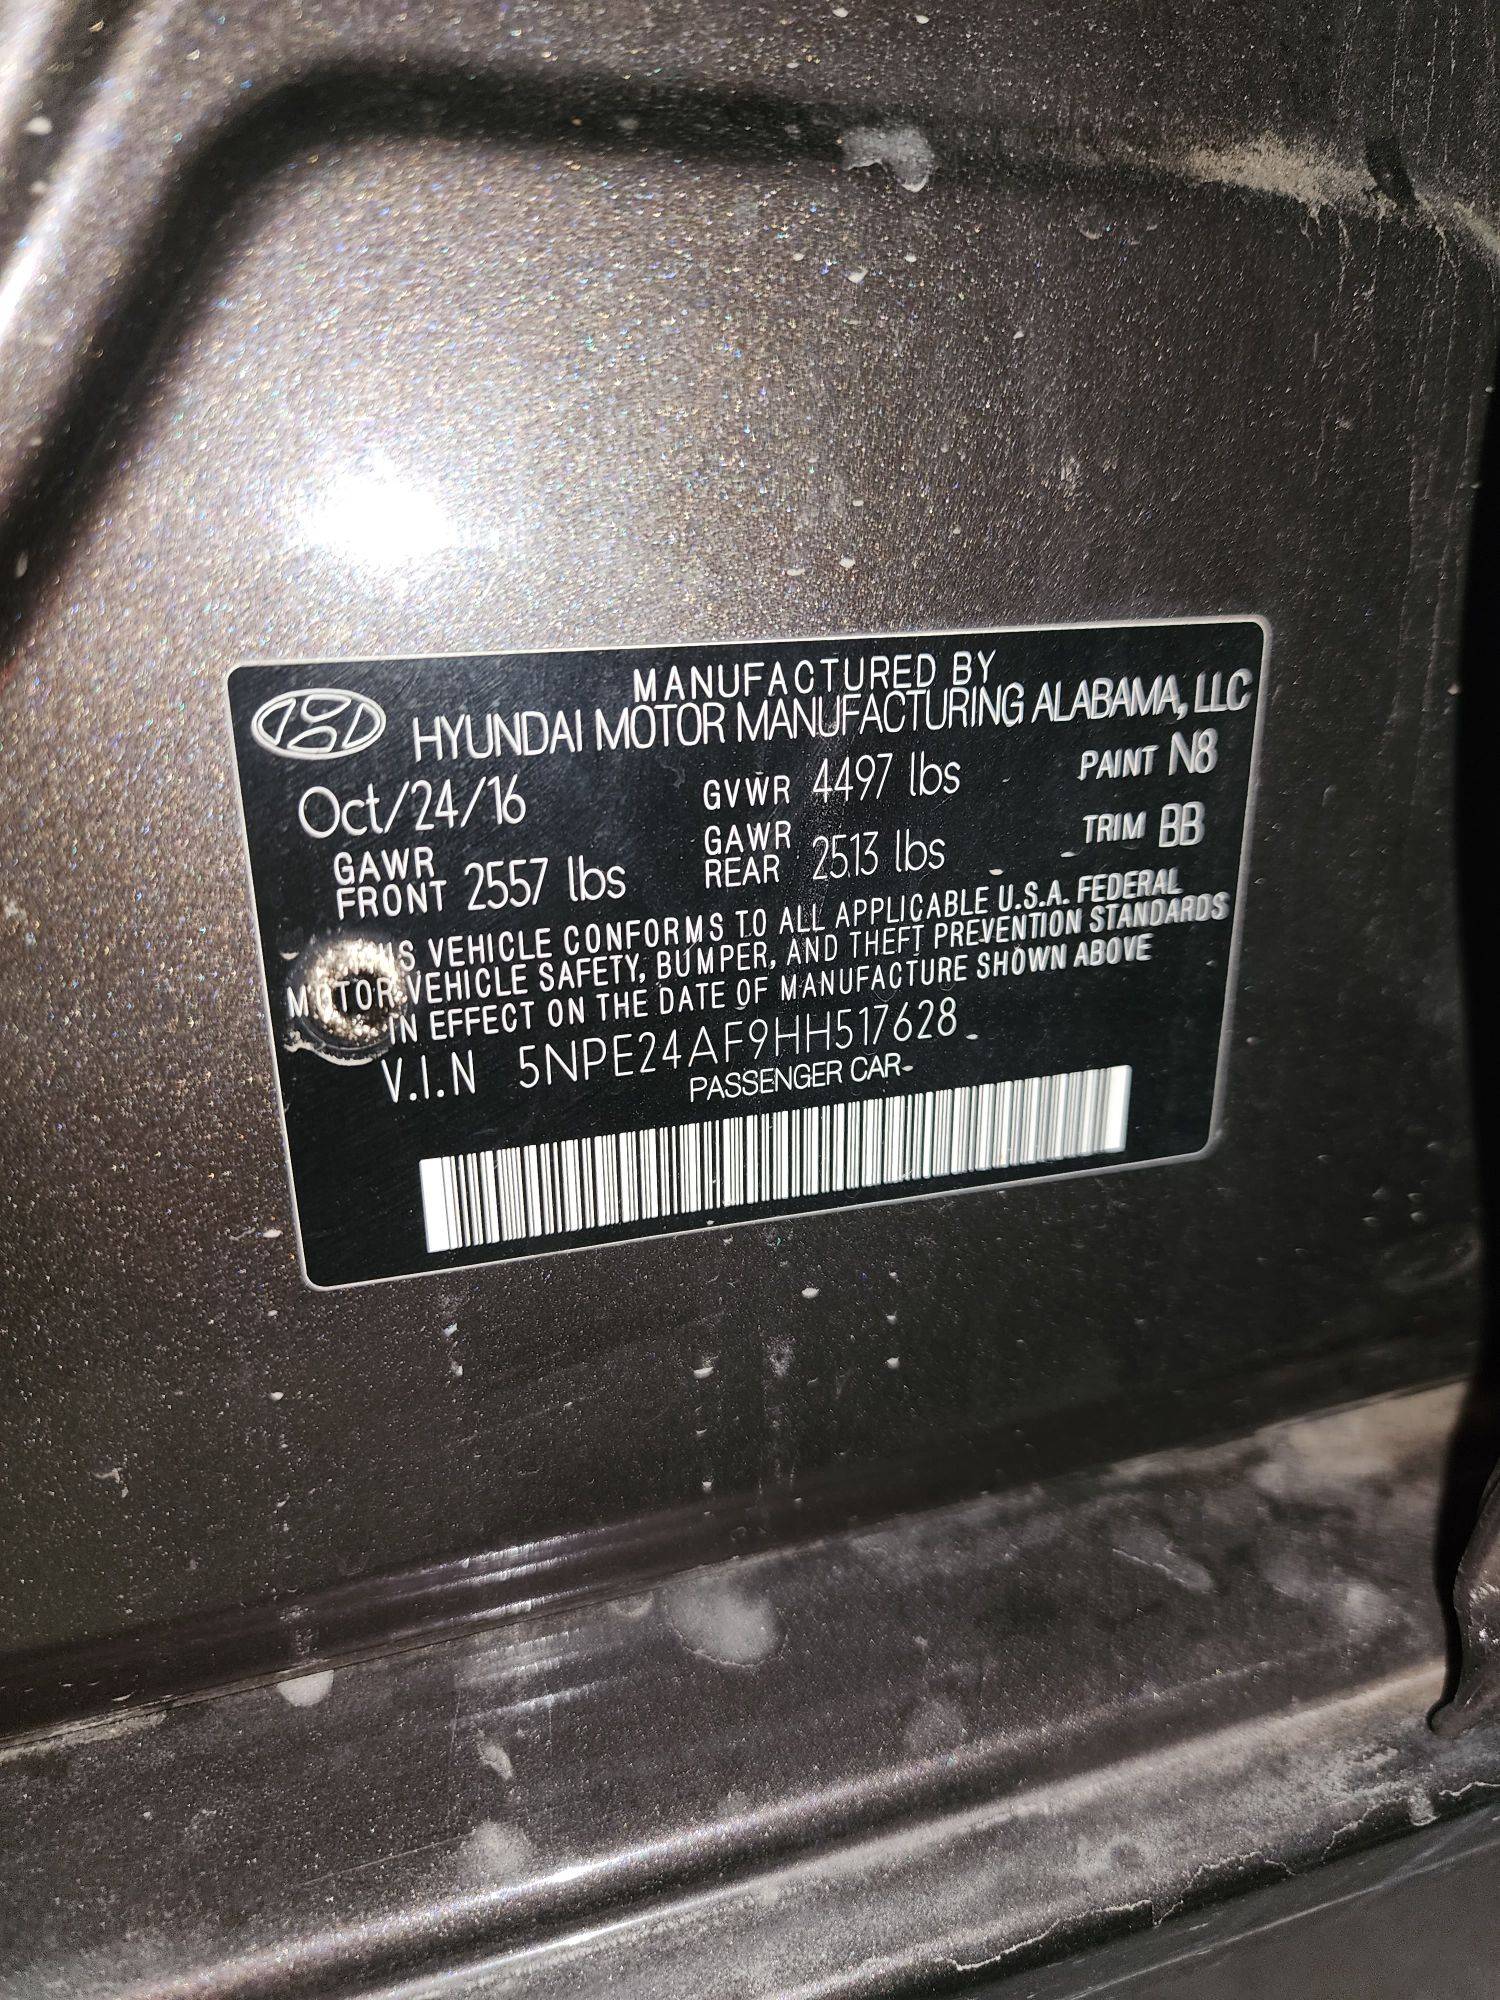 MANUFACTURED BY
HYUNDAI MOTOR MANUFACTURING ALABAMA, LLC
Oct/24/16 GVWR 4497 lbs PAINT N8
GAWR FRONT 2557 lbs GAWR REAR 2513 lbs TRIM BB
VEHICLE CONFORMS TO ALL APPLICABLE U.S.A. FEDERAL
MOTOR VEHICLE SAFETY, BUMPER, AND THEFT PREVENTION STANDARDS
IN EFFECT ON THE DATE OF MANUFACTURE SHOWN ABOVE
V.I.N 5NPE24AF9HH517628
PASSENGER CAR